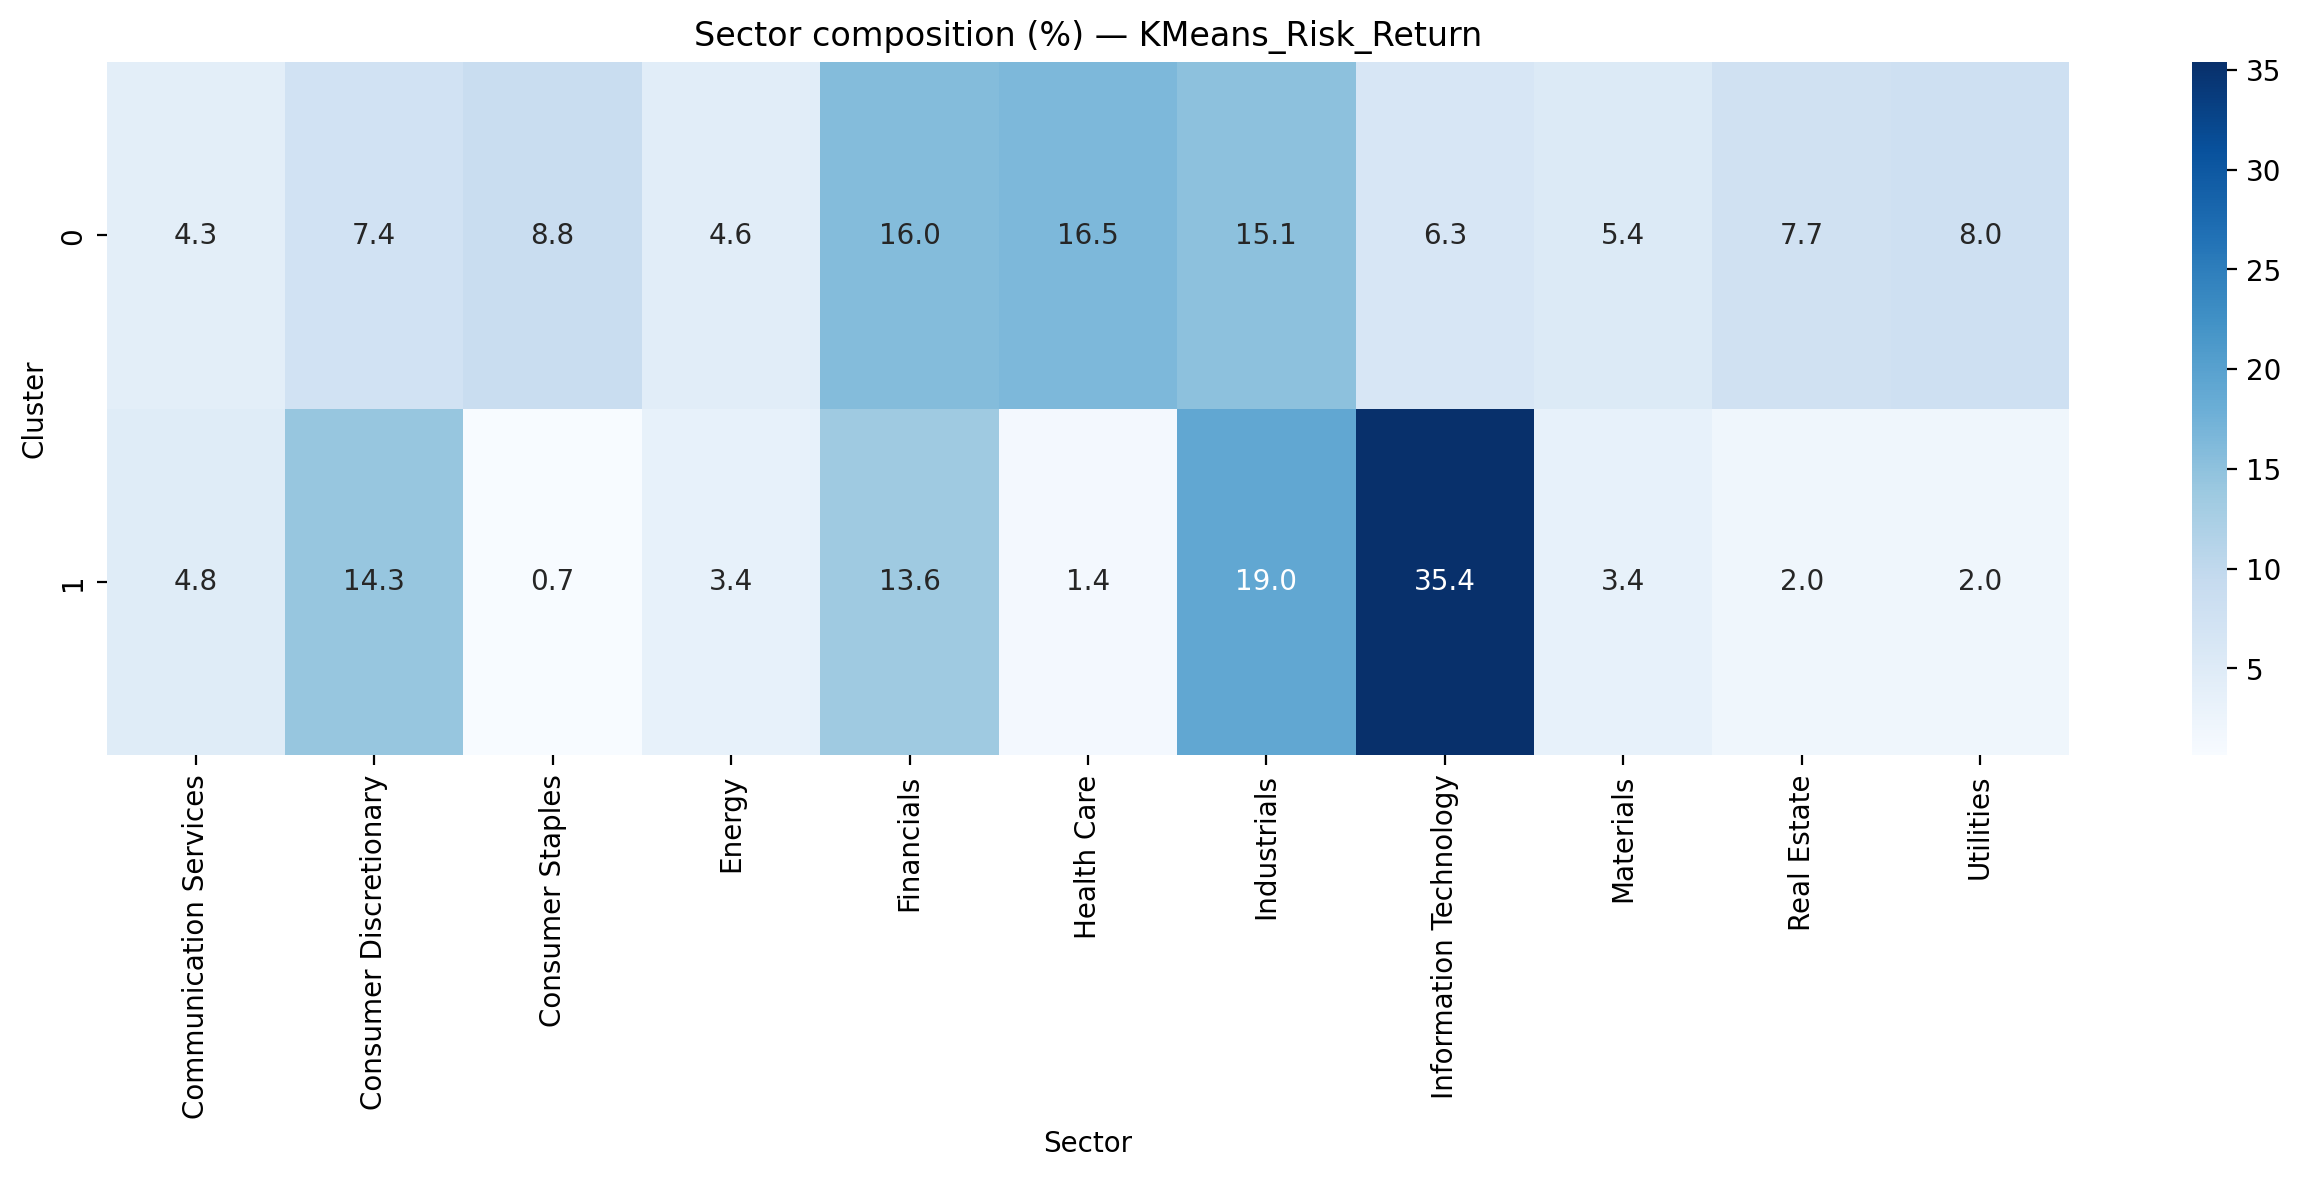 Sector composition (%) — KMeans_Risk_Return
Cluster
0
4.3 7.4 8.8 4.6 16.0 16.5 15.1 6.3 5.4 7.7 8.0
1
4.8 14.3 0.7 3.4 13.6 1.4 19.0 35.4 3.4 2.0 2.0
Communication Services
Consumer Discretionary
Consumer Staples
Energy
Financials
Health Care
Industrials
Information Technology
Materials
Real Estate
Utilities
Sector
35
30
25
20
15
10
5